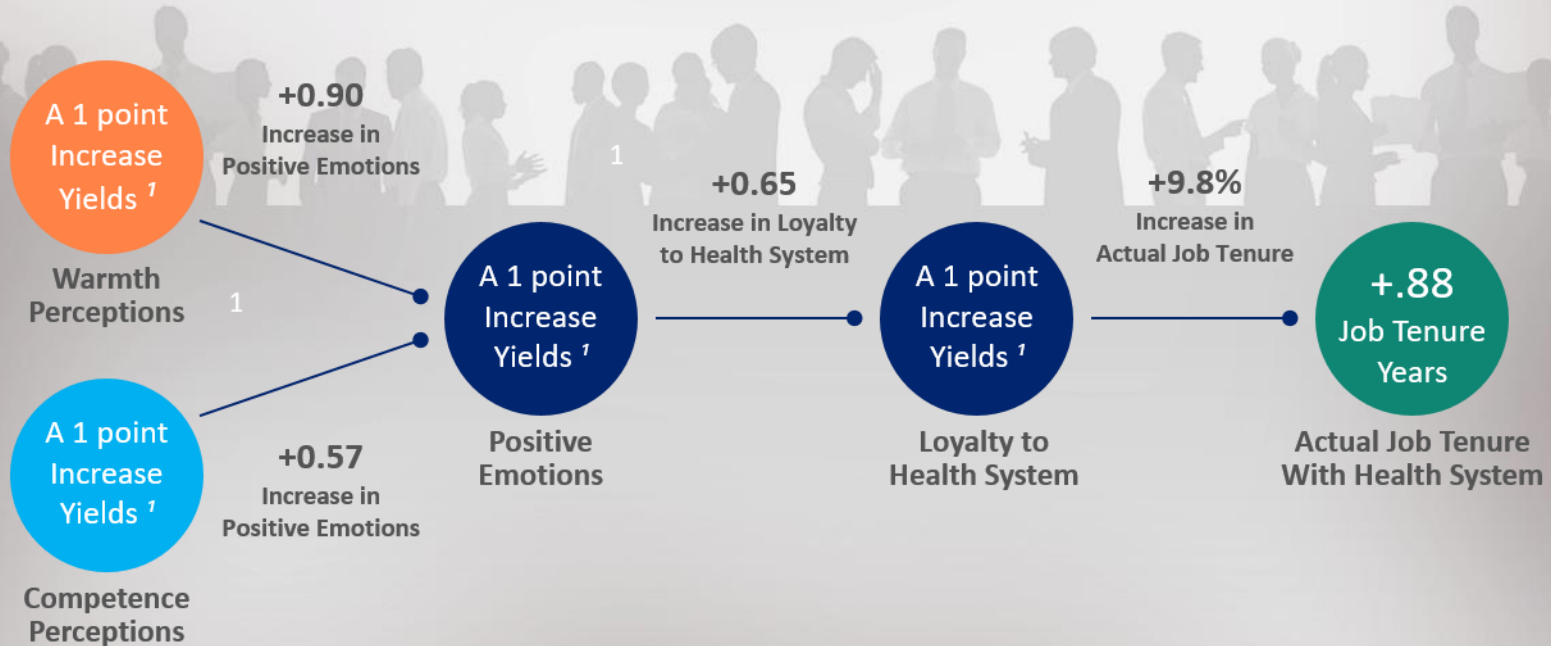 A 1 point
Increase
Yields 1
Warmth
Perceptions
+0.90
Increase in
Positive Emotions
1
1
A 1 point
Increase
Yields 1
Competence
Perceptions
+0.57
Increase in
Positive Emotions
A 1 point
Increase
Yields 1
Positive
Emotions
+0.65
Increase in Loyalty
to Health System
A 1 point
Increase
Yields 1
Loyalty to
Health System
+9.8%
Increase in
Actual Job Tenure
+.88
Job Tenure
Years
Actual Job Tenure
With Health System